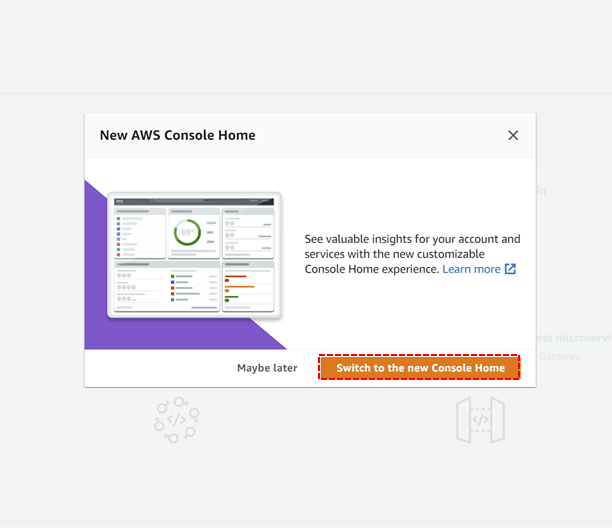 New AWS Console Home
in
See valuable insights for your account and
services with the new customizable
Console Home experience. Learn more
ess microservi
Gateway
Maybe later
Switch to the new Console Home